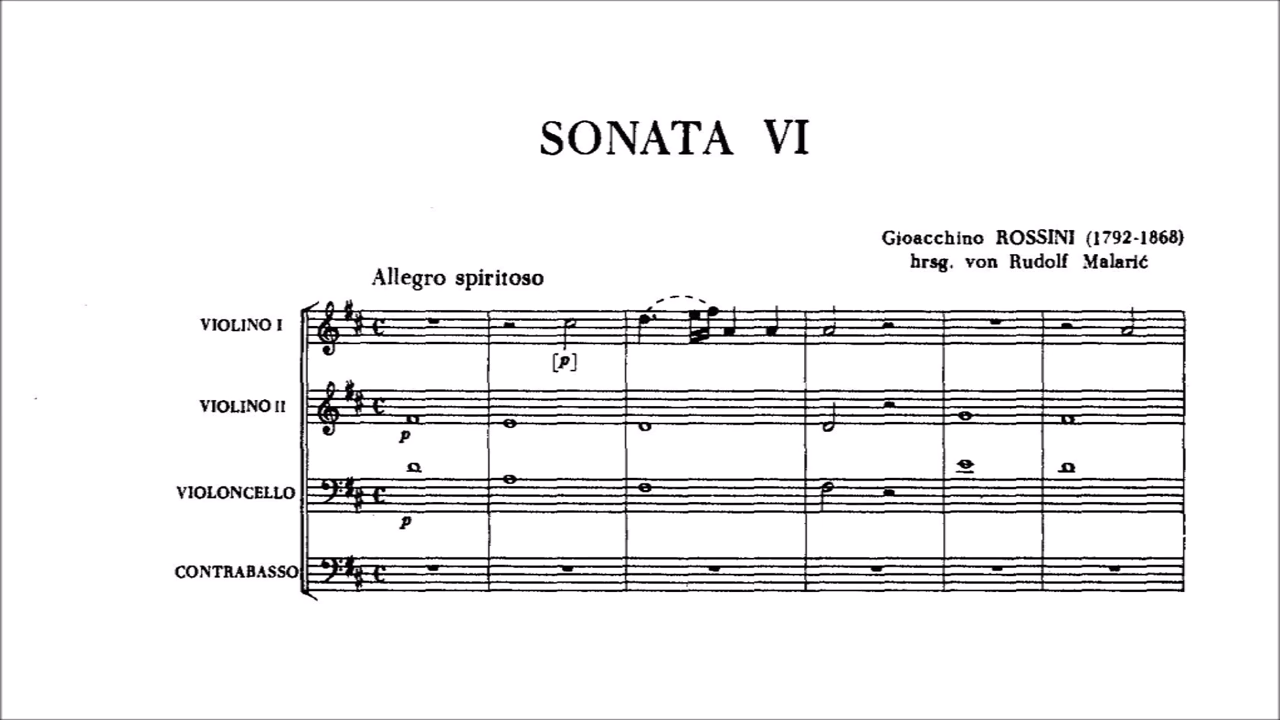 SONATA VI
Gioacchino ROSSINI (1792-1868)
hrsg. von Rudolf Malarić
Allegro spiritoso
VIOLINO I
[p]
VIOLINO II
p
VIOLONCELLO
p
CONTRABASSO